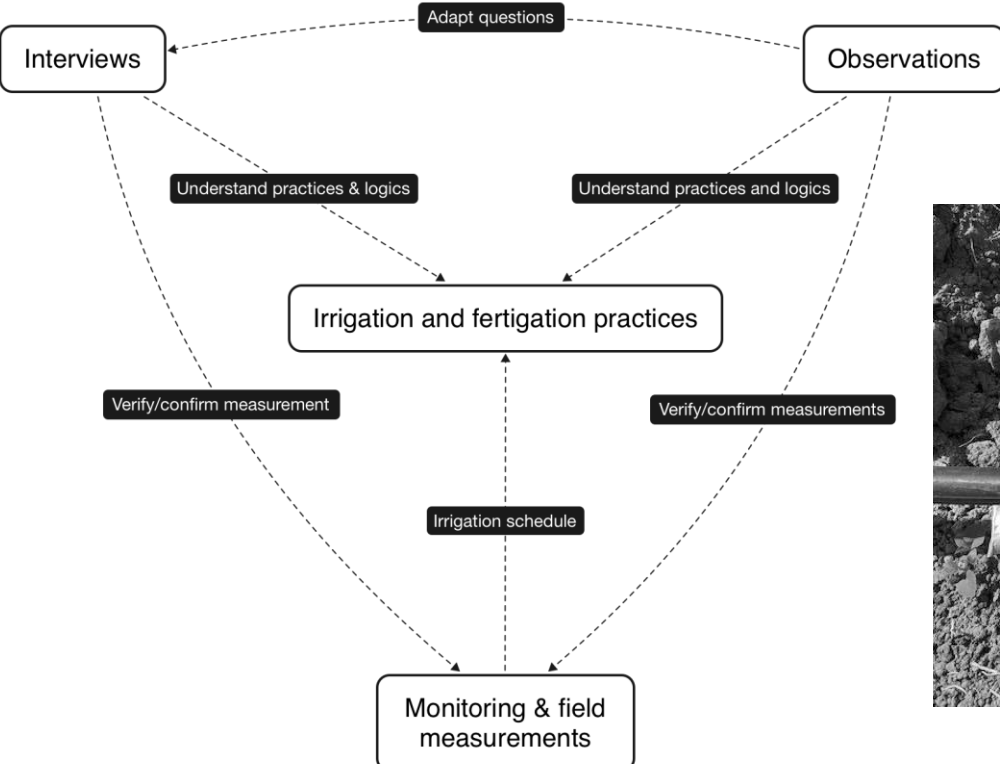 Adapt questions
Interviews
Observations
Understand practices & logics
Understand practices and logics
Irrigation and fertigation practices
Verify/confirm measurement
Verify/confirm measurements
Irrigation schedule
Monitoring & field
measurements